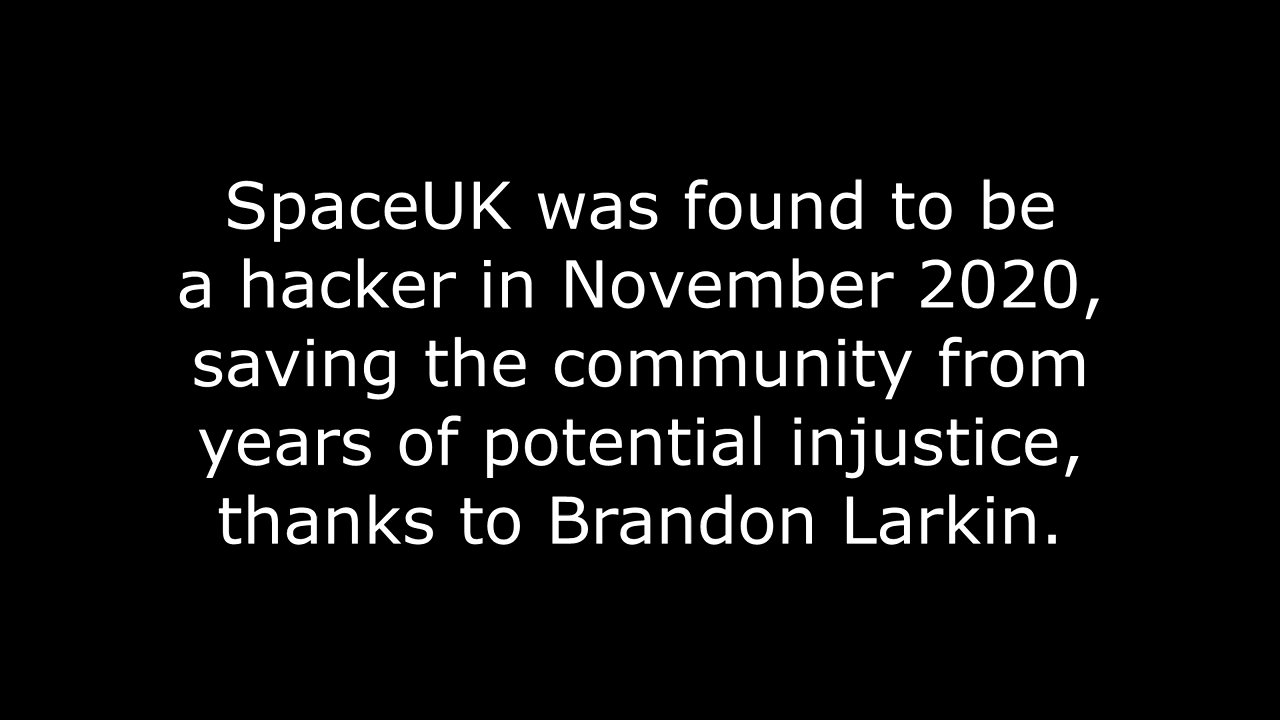 SpaceUK was found to be
a hacker in November 2020,
saving the community from
years of potential injustice,
thanks to Brandon Larkin.